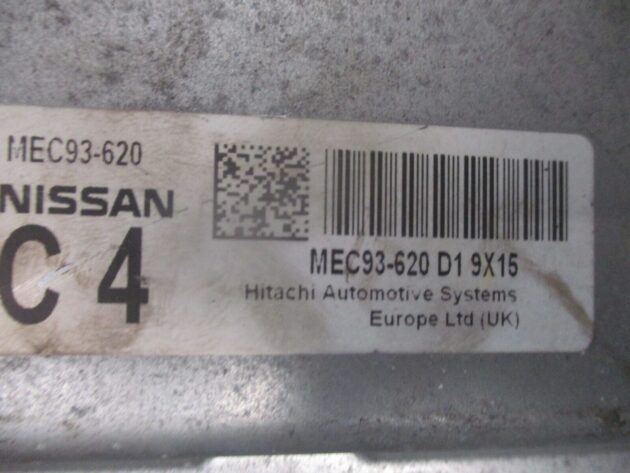 MEC93-620
NISSAN
C 4
MEC93-620 D1 9X15
Hitachi Automotive Systems
Europe Ltd (UK)